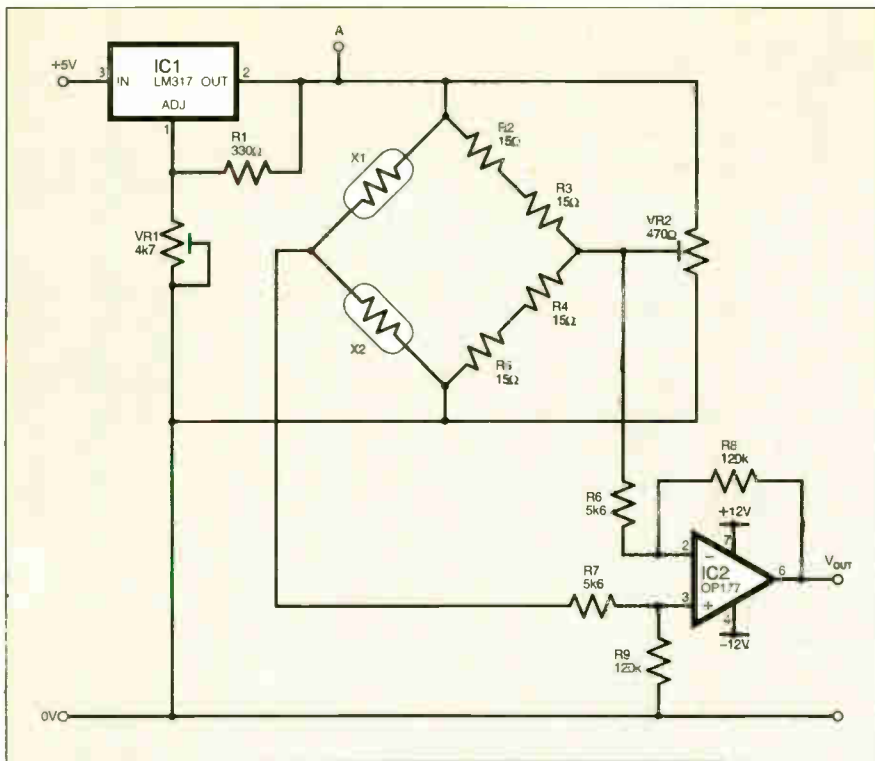 +5V
3
IN
IC1
LM317
OUT
2
ADJ
1
A
R1
330Ω
VR1
4k7
X1
X2
R2
15Ω
R3
15Ω
R4
15Ω
R5
15Ω
VR2
470Ω
R6
5k6
R7
5k6
R8
120k
R9
120k
+12V
7
2
−
IC2
OP177
3
+
6
4
−12V
VOUT
0V